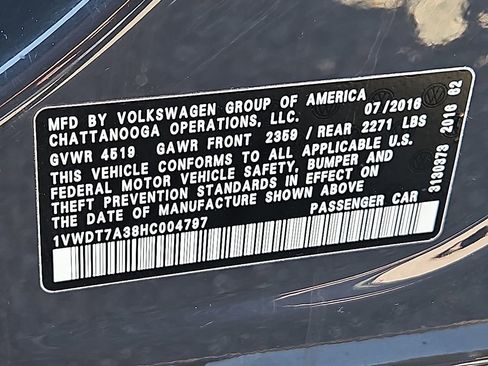 MFD BY VOLKSWAGEN GROUP OF AMERICA 07/2016
CHATTANOOGA OPERATIONS, LLC.
GVWR 4519 GAWR FRONT 2359 / REAR 2271 LBS
THIS VEHICLE CONFORMS TO ALL APPLICABLE U.S.
FEDERAL MOTOR VEHICLE SAFETY, BUMPER AND
THEFT PREVENTION STANDARDS IN EFFECT ON
THE DATE OF MANUFACTURE SHOWN ABOVE
1VWDT7A38HC004797 PASSENGER CAR
3130373 2016 02